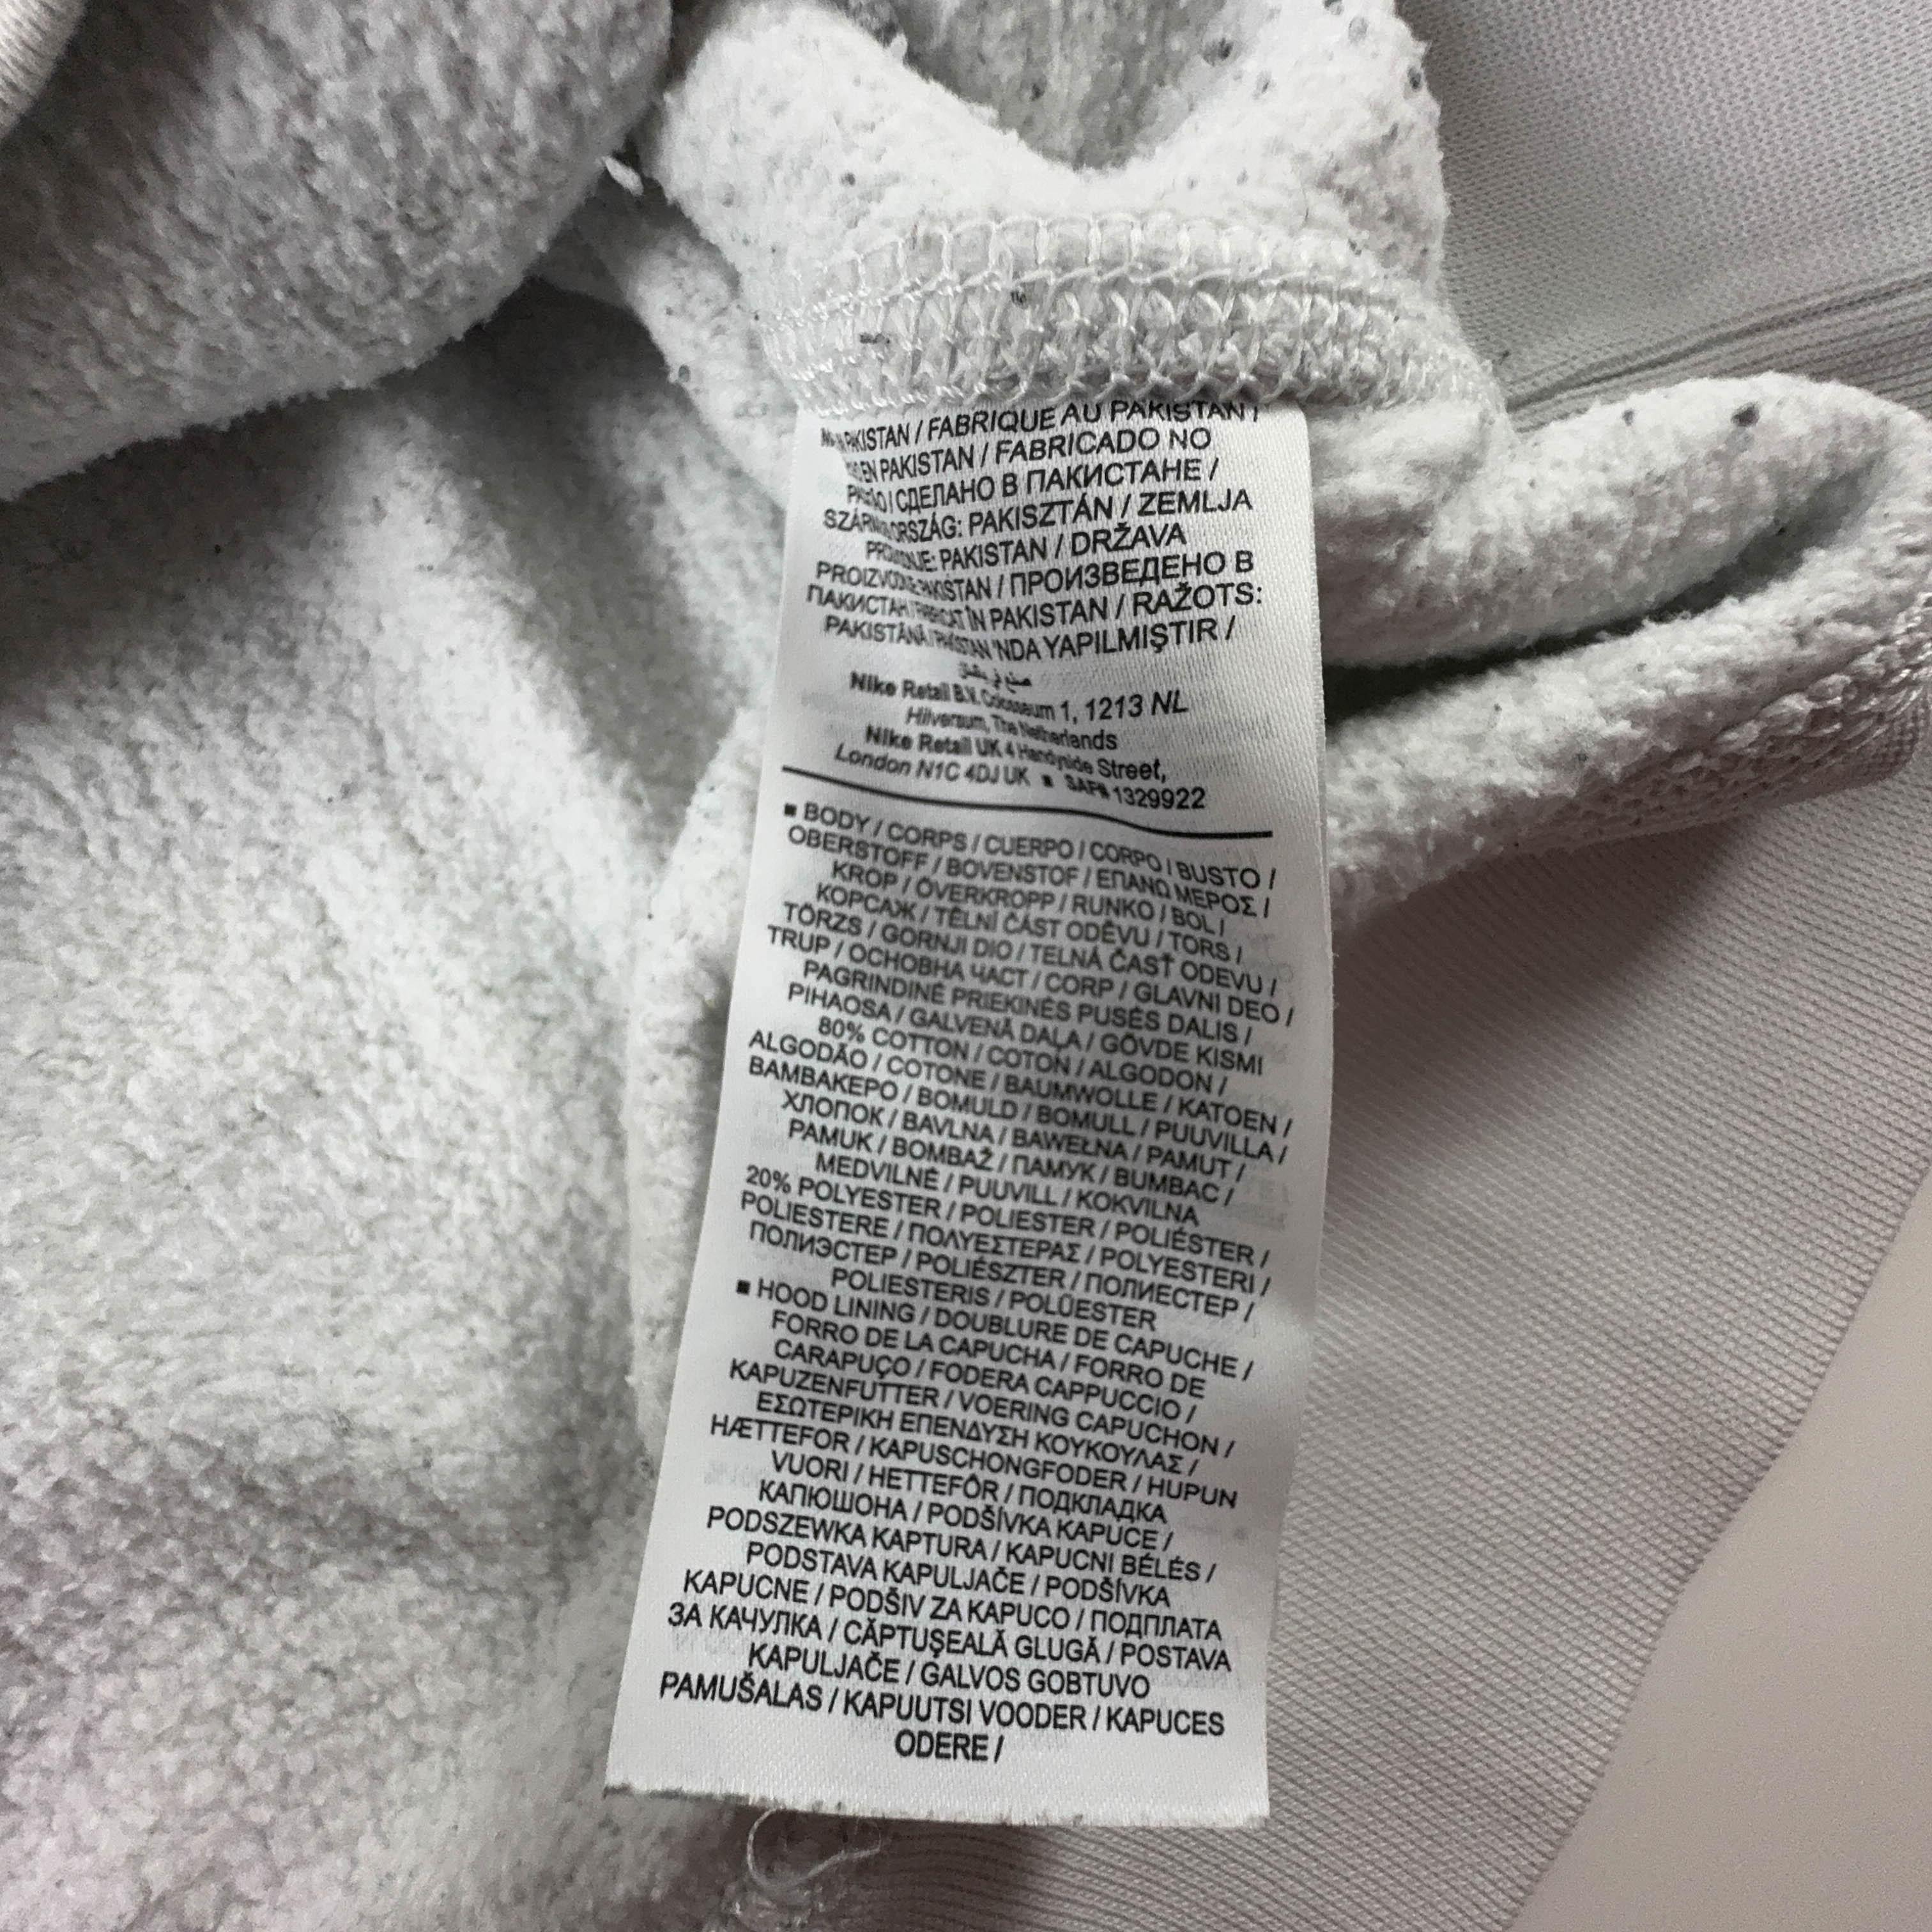 PAKISTAN / FABRIQUE AU PAKISTAN /
EN PAKISTAN / FABRICADO NO
/ СДЕЛАНО В ПАКИСТАНЕ /
PAKISZTÁN / ZEMLJA
PAKISTAN / DRŽAVA
PAKISTAN / ПРОИЗВЕДЕНО В
ÎN PAKISTAN / RAŽOTS:
PAKISTĀNĀ / 'NDA YAPILMIŞTIR /
Nike Retail B.V. Colosseum 1, 1213 NL
Hilversum, The Netherlands
Nike Retail UK 4 Handyside Street,
London N1C 4DJ UK ■ SAF# 1329922
■ BODY / CORPS / CUERPO / CORPO / BUSTO /
OBERSTOFF / BOVENSTOF / ΕΠΑΝΩ ΜΕΡΟΣ /
KROP / ÖVERKROPP / RUNKO / BOL /
КОРСАЖ / TĚLNÍ ČÁST ODĚVU / TORS /
TÖRZS / GORNJI DIO / TELNÁ ČASŤ ODEVU /
TRUP / ОСНОВНА ЧАСТ / CORP / GLAVNI DEO /
PAGRINDINĖ PRIEKINĖS PUSĖS DALIS /
PIHAOSA / GALVENĀ DAĻA / GÖVDE KISMI
80% COTTON / COTON / ALGODON /
ALGODÃO / COTONE / BAUMWOLLE / KATOEN /
ΒΑΜΒΑΚΕΡΟ / BOMULD / BOMULL / PUUVILLA /
ХЛОПОК / BAVLNA / BAWEŁNA / PAMUT /
PAMUK / BOMBAŽ / ПАМУК / BUMBAC /
MEDVILNĖ / PUUVILL / KOKVILNA
20% POLYESTER / POLIESTER / POLIÉSTER /
POLIESTERE / ΠΟΛΥΕΣΤΕΡΑΣ / POLYESTERI /
ПОЛИЭСТЕР / POLIÉSZTER / ПОЛИЕСТЕР /
POLIESTERIS / POLÜESTER
■ HOOD LINING / DOUBLURE DE CAPUCHE /
FORRO DE LA CAPUCHA / FORRO DE
CARAPUÇO / FODERA CAPPUCCIO /
KAPUZENFUTTER / VOERING CAPUCHON /
ΕΣΩΤΕΡΙΚΗ ΕΠΕΝΔΥΣΗ ΚΟΥΚΟΥΛΑΣ /
HÆTTEFOR / KAPUSCHONGFODER / HUPUN
VUORI / HETTEFÔR / ПОДКЛАДКА
КАПЮШОНА / PODŠÍVKA KAPUCE /
PODSZEWKA KAPTURA / KAPUCNI BÉLÉS /
PODSTAVA KAPULJAČE / PODŠÍVKA
KAPUCNE / PODŠIV ZA KAPUCO / ПОДПЛАТА
ЗА КАЧУЛКА / CĂPTUŞEALĂ GLUGĂ / POSTAVA
KAPULJAČE / GALVOS GOBTUVO
PAMUŠALAS / KAPUUTSI VOODER / KAPUCES
ODERE /